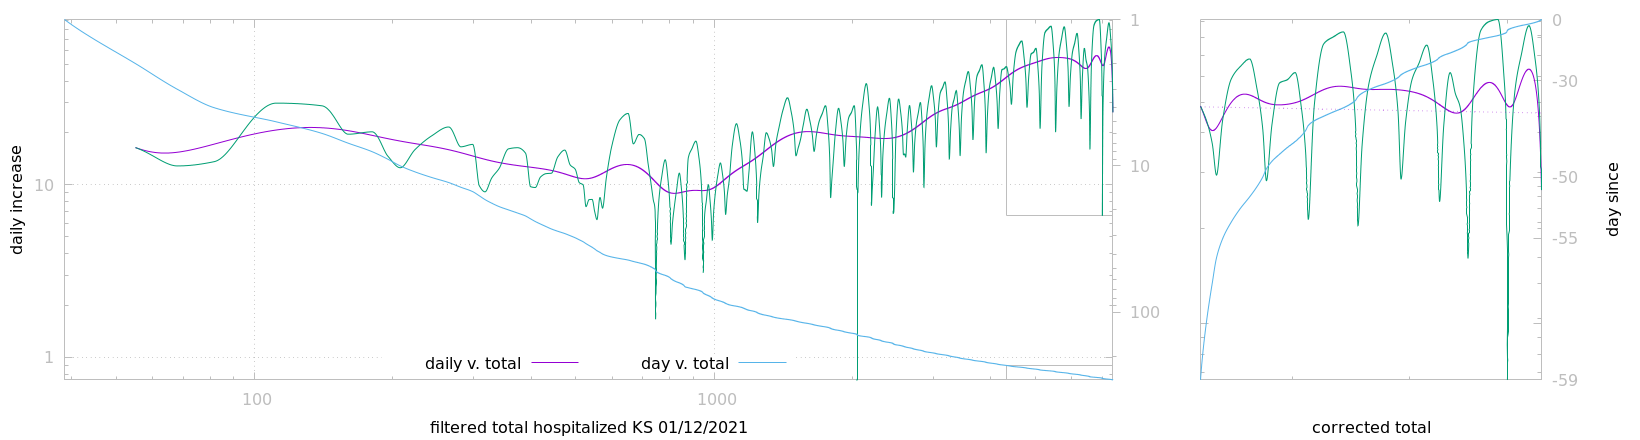 daily increase
10
1
daily v. total
day v. total
100
1000
filtered total hospitalized KS 01/12/2021
1
10
100
0
-30
-50
-55
-59
day since
corrected total